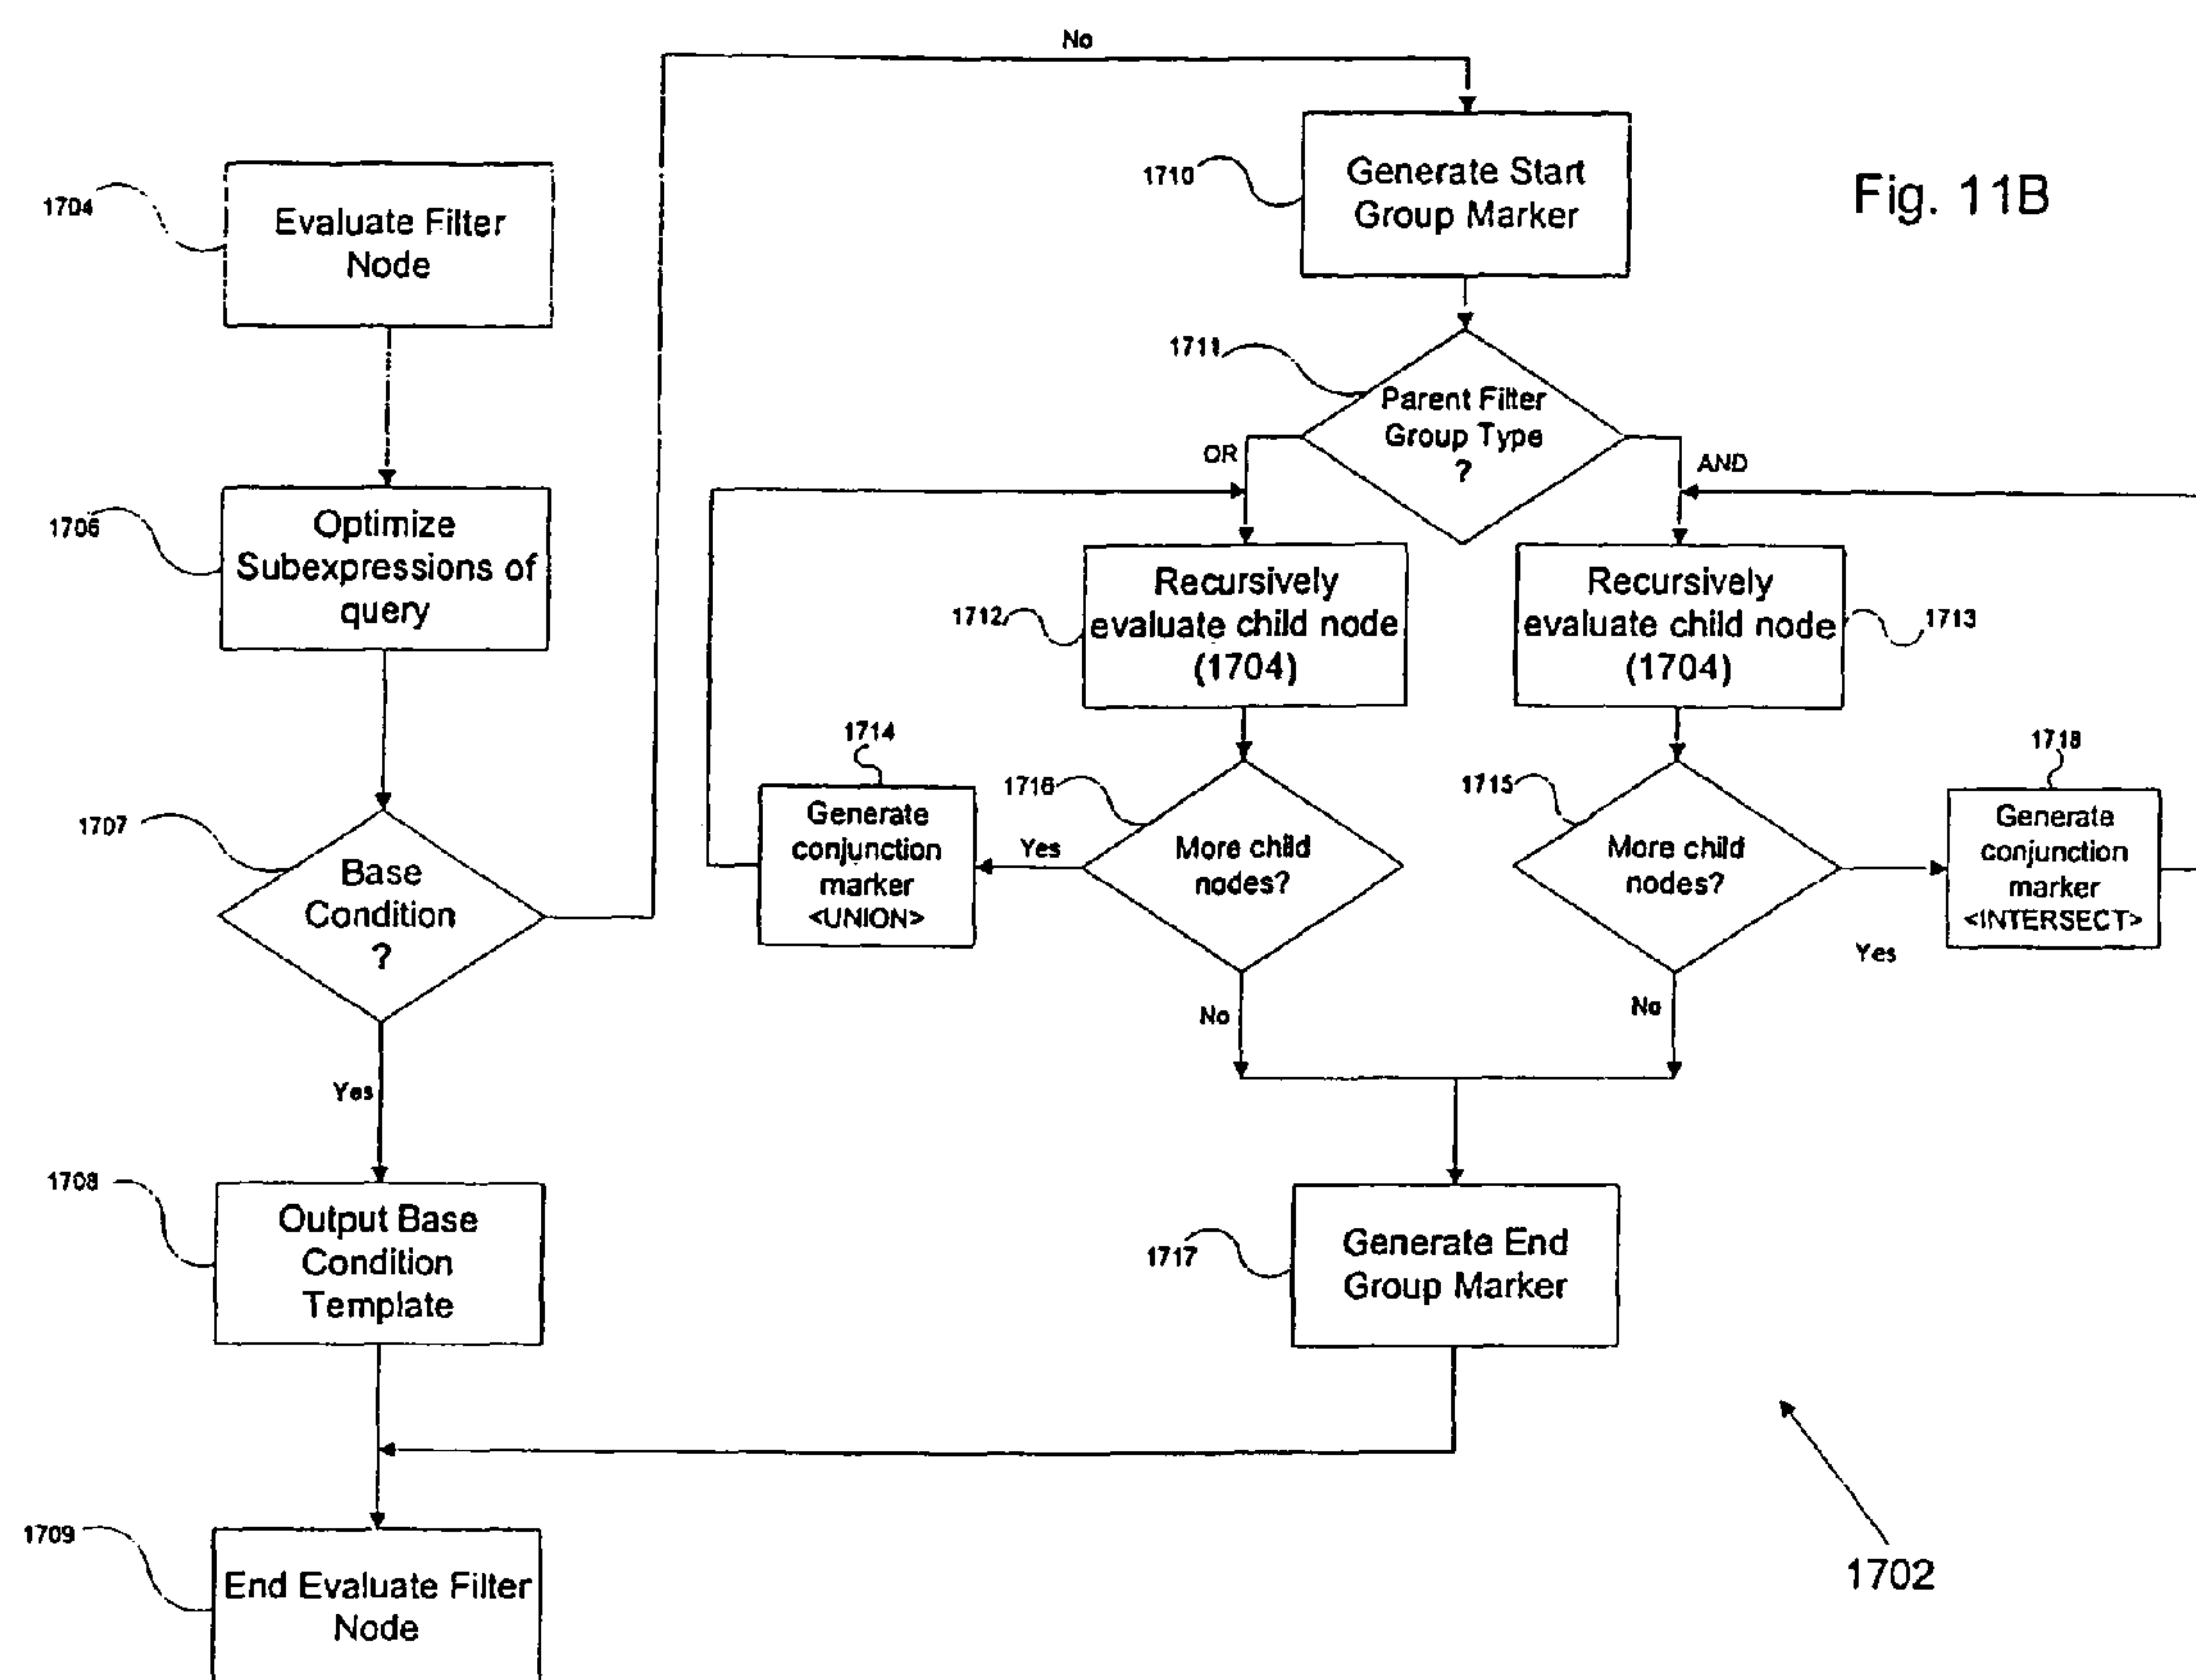 No
1710
Generate Start
Group Marker
Fig. 11B
1704
Evaluate Filter
Node
1711
Parent Filter
Group Type
?
OR
AND
1706
Optimize
Subexpressions of
query
1712
Recursively
evaluate child node
(1704)
Recursively
evaluate child node
(1704)
1713
1714
Generate
conjunction
marker
<UNION>
Yes
1716
More child
nodes?
1715
More child
nodes?
Yes
1718
Generate
conjunction
marker
<INTERSECT>
1707
Base
Condition
?
No
No
Yes
1708
Output Base
Condition
Template
1717
Generate End
Group Marker
1709
End Evaluate Filter
Node
1702